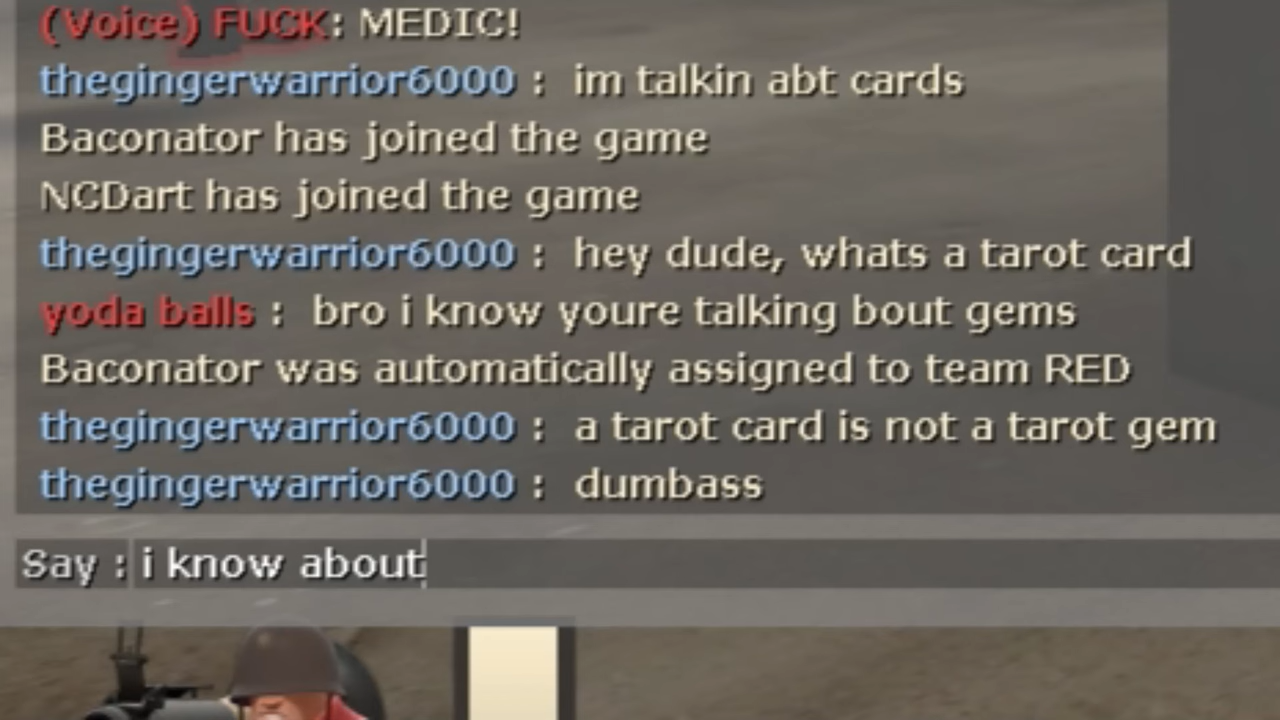 (Voice) FUCK: MEDIC!
thegingerwarrior6000 :  im talkin abt cards
Baconator has joined the game
NCDart has joined the game
thegingerwarrior6000 :  hey dude, whats a tarot card
yoda balls :  bro i know youre talking bout gems
Baconator was automatically assigned to team RED
thegingerwarrior6000 :  a tarot card is not a tarot gem
thegingerwarrior6000 :  dumbass
Say : i know about